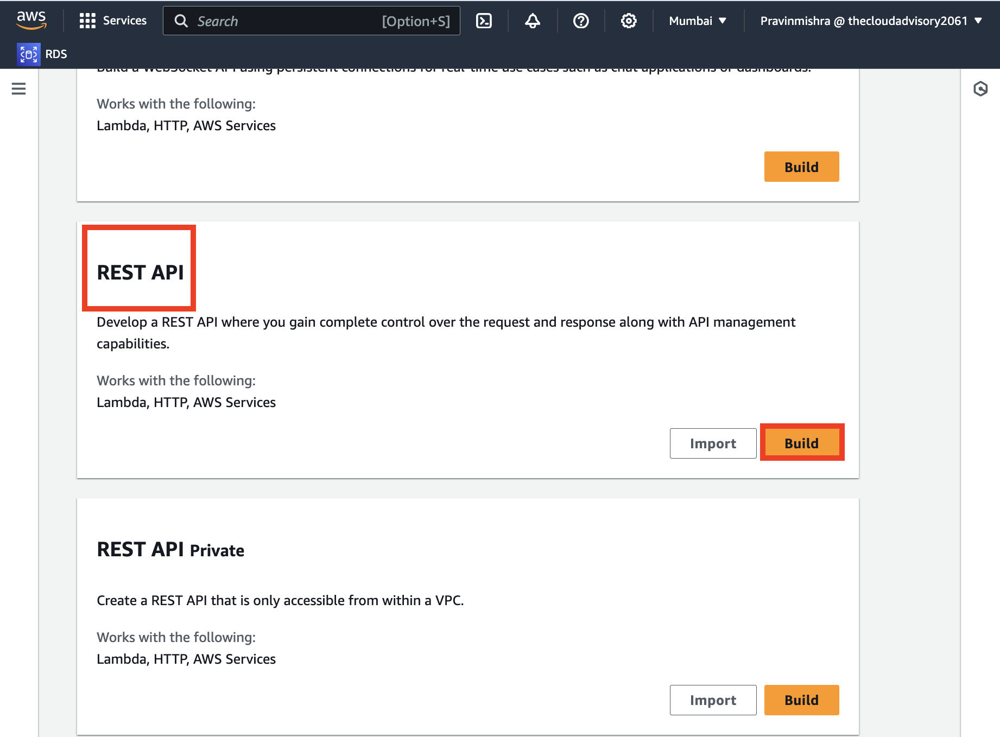 aws
Services
Search [Option+S]
Mumbai
Pravinmishra @ thecloudadvisory2061
RDS
Build a WebSocket API using persistent connections for real-time use cases such as chat applications or dashboards.
Works with the following:
Lambda, HTTP, AWS Services
Build
REST API
Develop a REST API where you gain complete control over the request and response along with API management
capabilities.
Works with the following:
Lambda, HTTP, AWS Services
Import
Build
REST API Private
Create a REST API that is only accessible from within a VPC.
Works with the following:
Lambda, HTTP, AWS Services
Import
Build